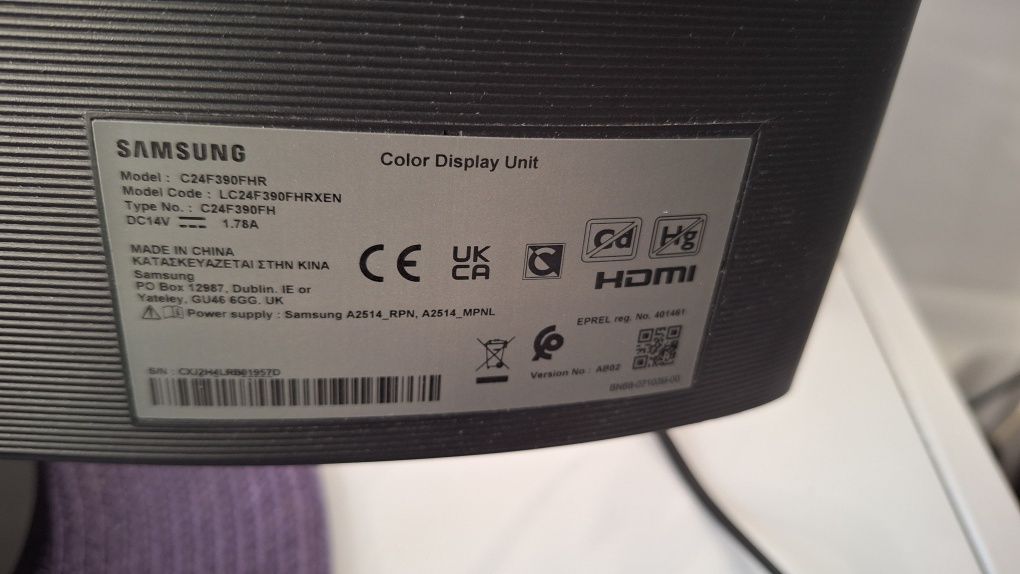 SAMSUNG
Color Display Unit
Model : C24F390FHR
Model Code : LC24F390FHRXEN
Type No. : C24F390FH
DC14V 1.78A
MADE IN CHINA
ΚΑΤΑΣΚΕΥΑΖΕΤΑΙ ΣΤΗΝ ΚΙΝΑ
Samsung
PO Box 12987, Dublin. IE or
Yateley, GU46 6GG. UK
Power supply : Samsung A2514_RPN, A2514_MPNL
CE
UK
CA
Cd
Hg
HDMI
EPREL reg. No. 401461
Version No : AB02
S/N : CXJ2H4LRB01957D